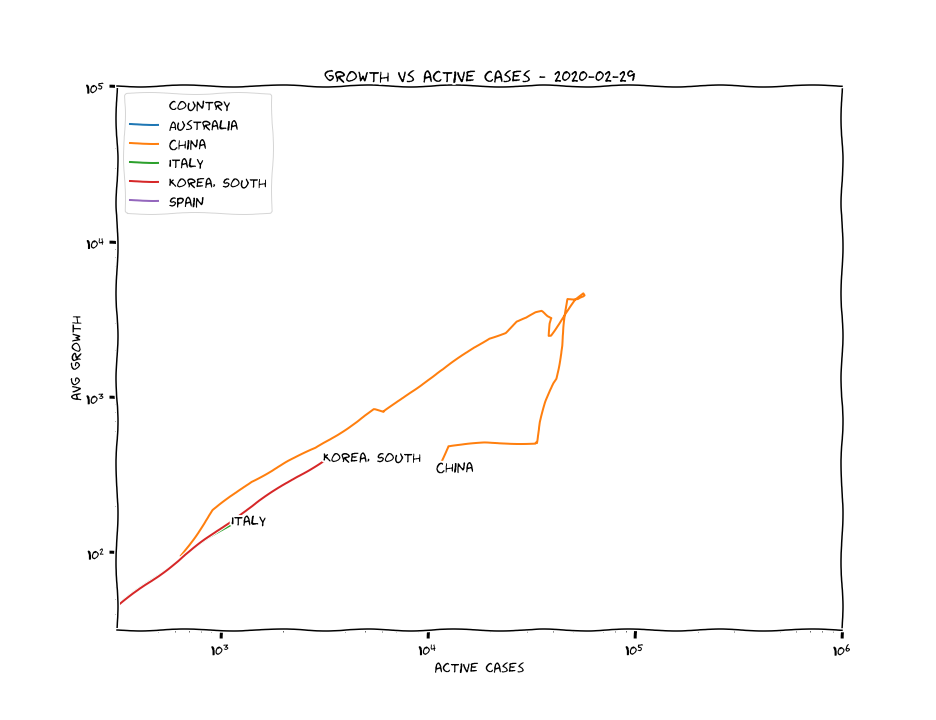 GROWTH VS ACTIVE CASES - 2020-02-29
10⁵
COUNTRY
AUSTRALIA
CHINA
ITALY
KOREA, SOUTH
SPAIN
10⁴
AVG GROWTH
10³
KOREA, SOUTH
CHINA
ITALY
10²
10³ 10⁴ 10⁵ 10⁶
ACTIVE CASES